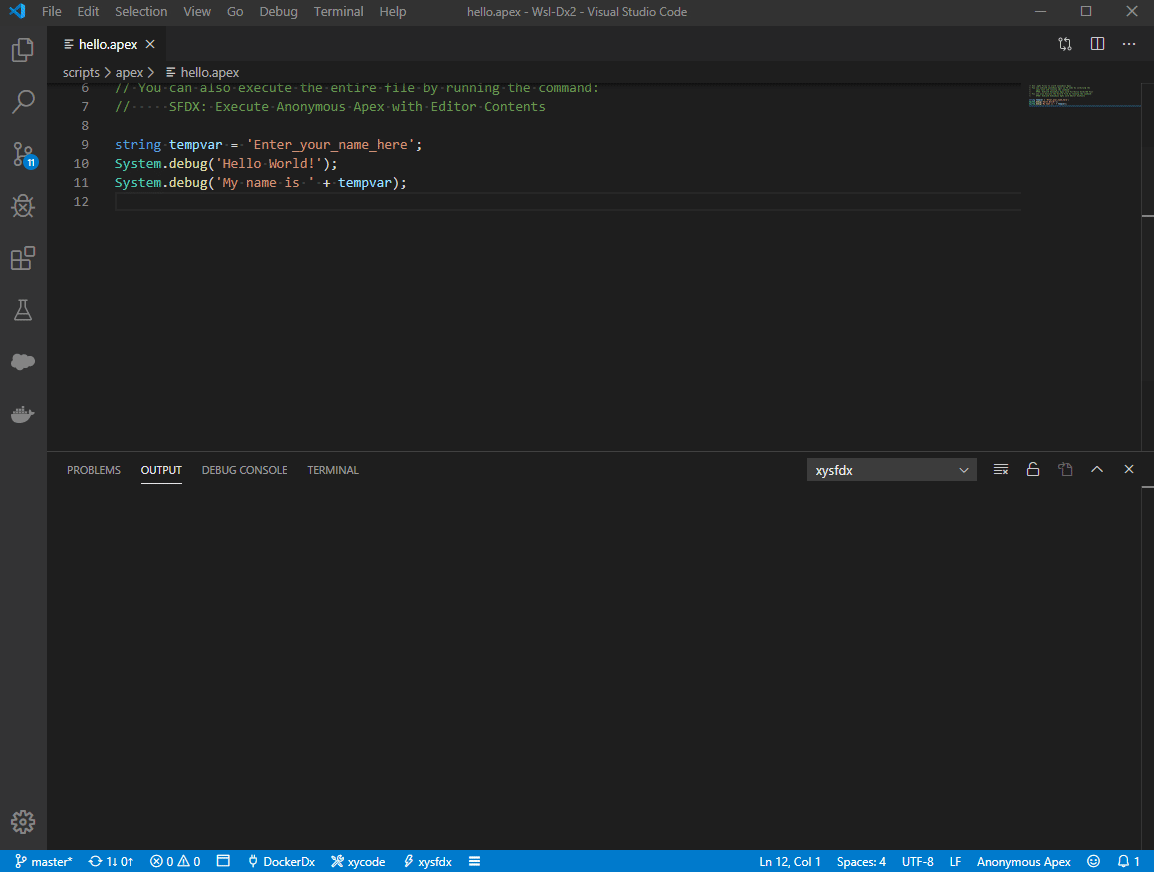 File Edit Selection View Go Debug Terminal Help hello.apex - Wsl-Dx2 - Visual Studio Code
hello.apex
scripts > apex > hello.apex
11
6 // You can also execute the entire file by running the command:
7 //     SFDX: Execute Anonymous Apex with Editor Contents
8
9 string tempvar = 'Enter_your_name_here';
10 System.debug('Hello World!');
11 System.debug('My name is ' + tempvar);
12
PROBLEMS OUTPUT DEBUG CONSOLE TERMINAL xysfdx
master* 1↓ 0↑ 0 0 DockerDx xycode xysfdx Ln 12, Col 1 Spaces: 4 UTF-8 LF Anonymous Apex 1